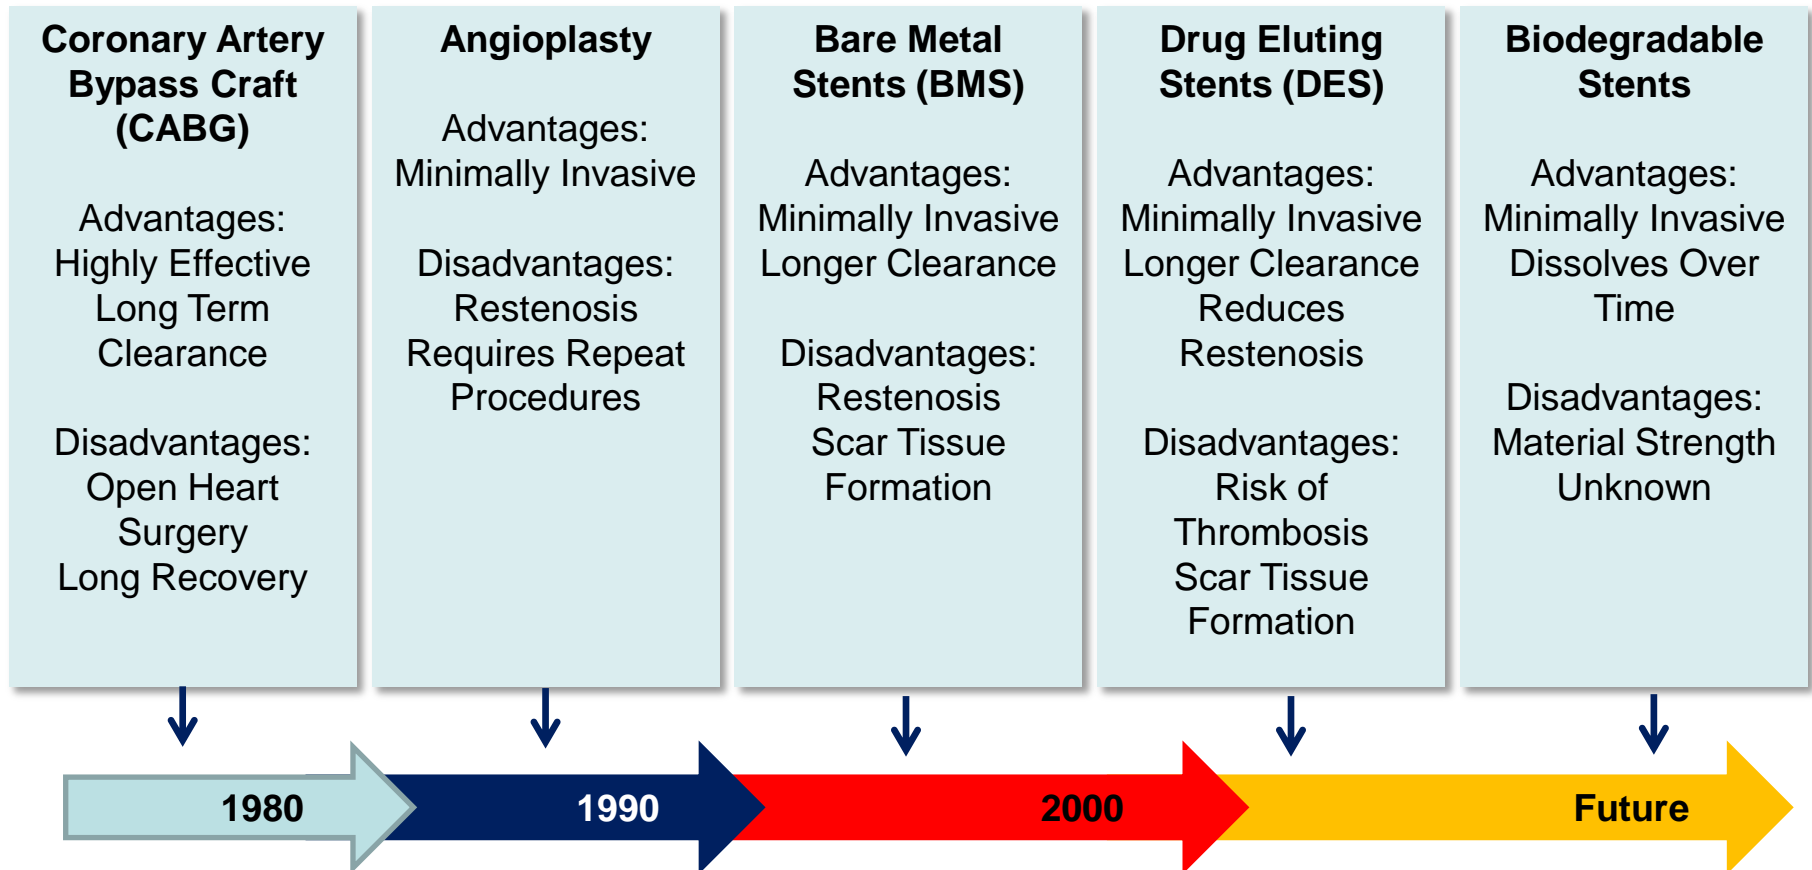 Coronary Artery
Bypass Craft
(CABG)
Advantages:
Highly Effective
Long Term
Clearance
Disadvantages:
Open Heart
Surgery
Long Recovery
Angioplasty
Advantages:
Minimally Invasive
Disadvantages:
Restenosis
Requires Repeat
Procedures
Bare Metal
Stents (BMS)
Advantages:
Minimally Invasive
Longer Clearance
Disadvantages:
Restenosis
Scar Tissue
Formation
Drug Eluting
Stents (DES)
Advantages:
Minimally Invasive
Longer Clearance
Reduces
Restenosis
Disadvantages:
Risk of
Thrombosis
Scar Tissue
Formation
Biodegradable
Stents
Advantages:
Minimally Invasive
Dissolves Over
Time
Disadvantages:
Material Strength
Unknown
1980
1990
2000
Future